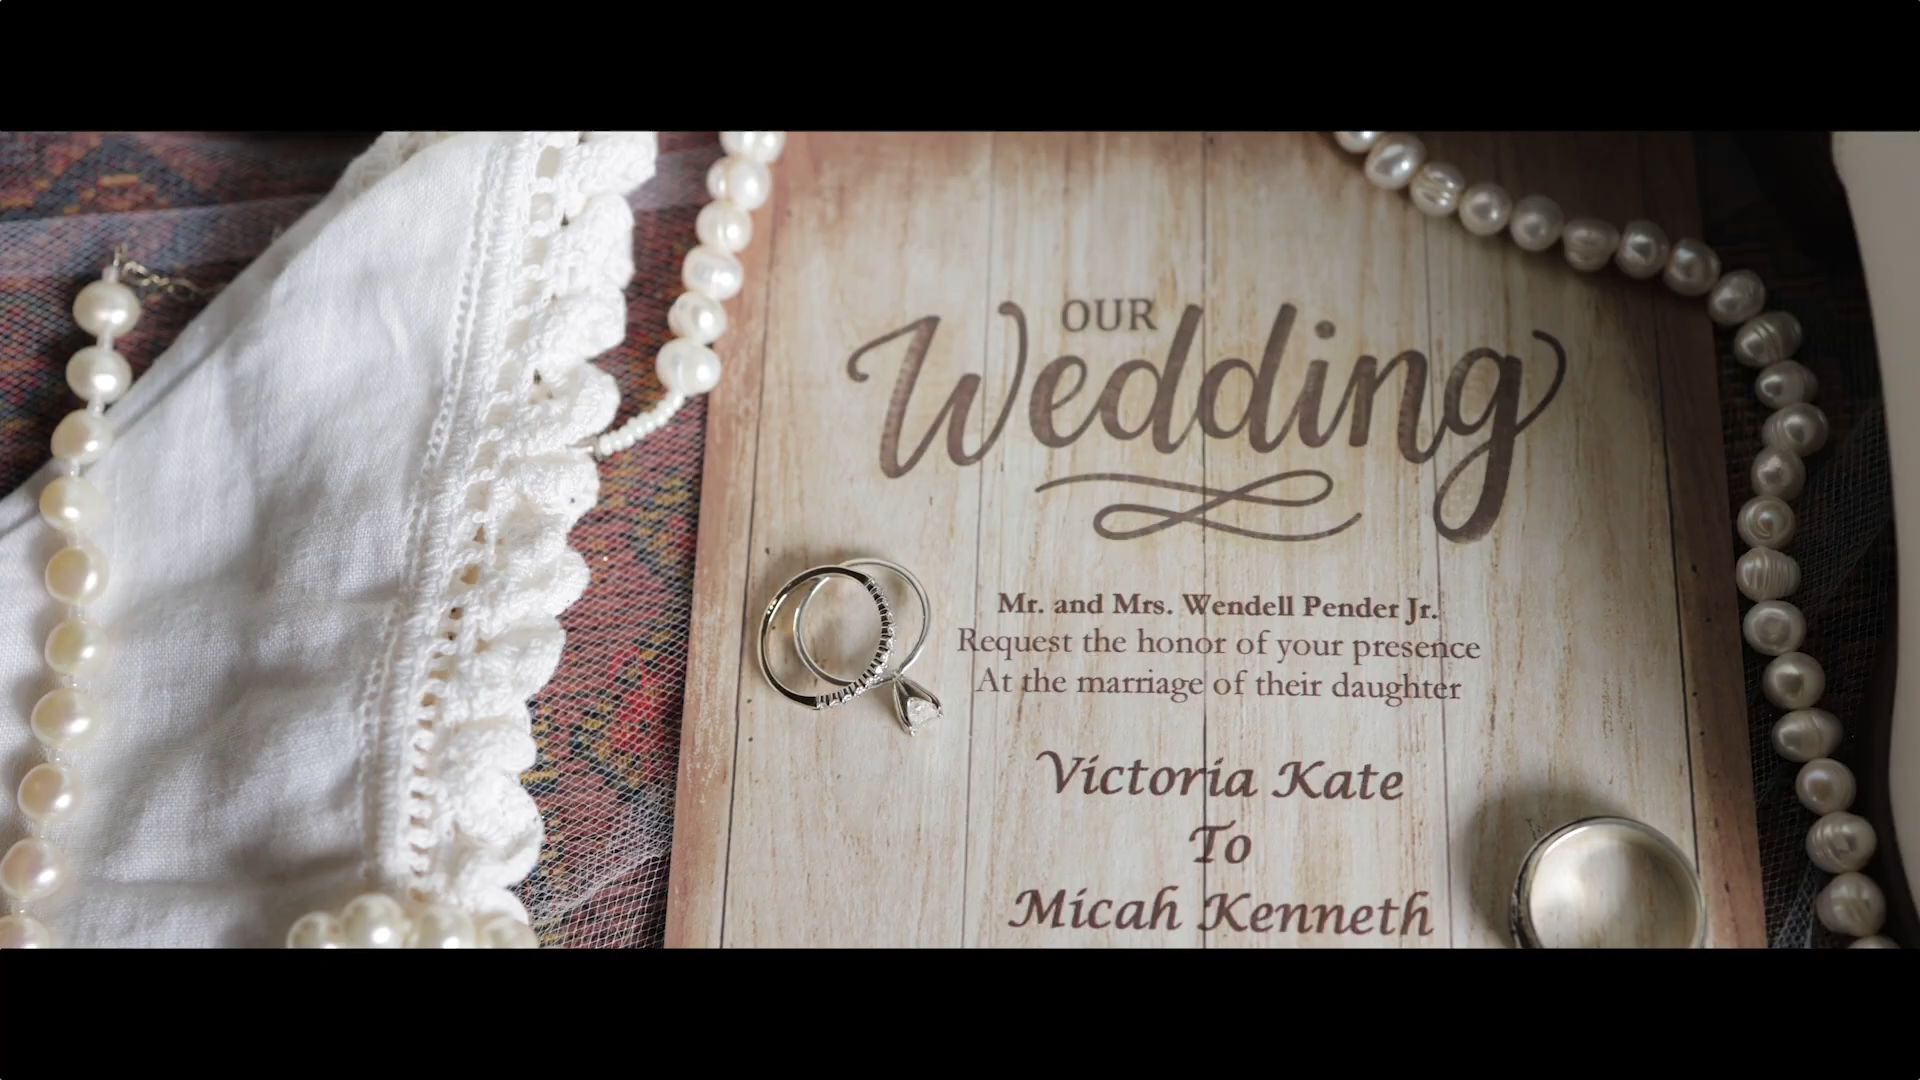 OUR
Wedding
Mr. and Mrs. Wendell Pender Jr.
Request the honor of your presence
At the marriage of their daughter
Victoria Kate
To
Micah Kenneth